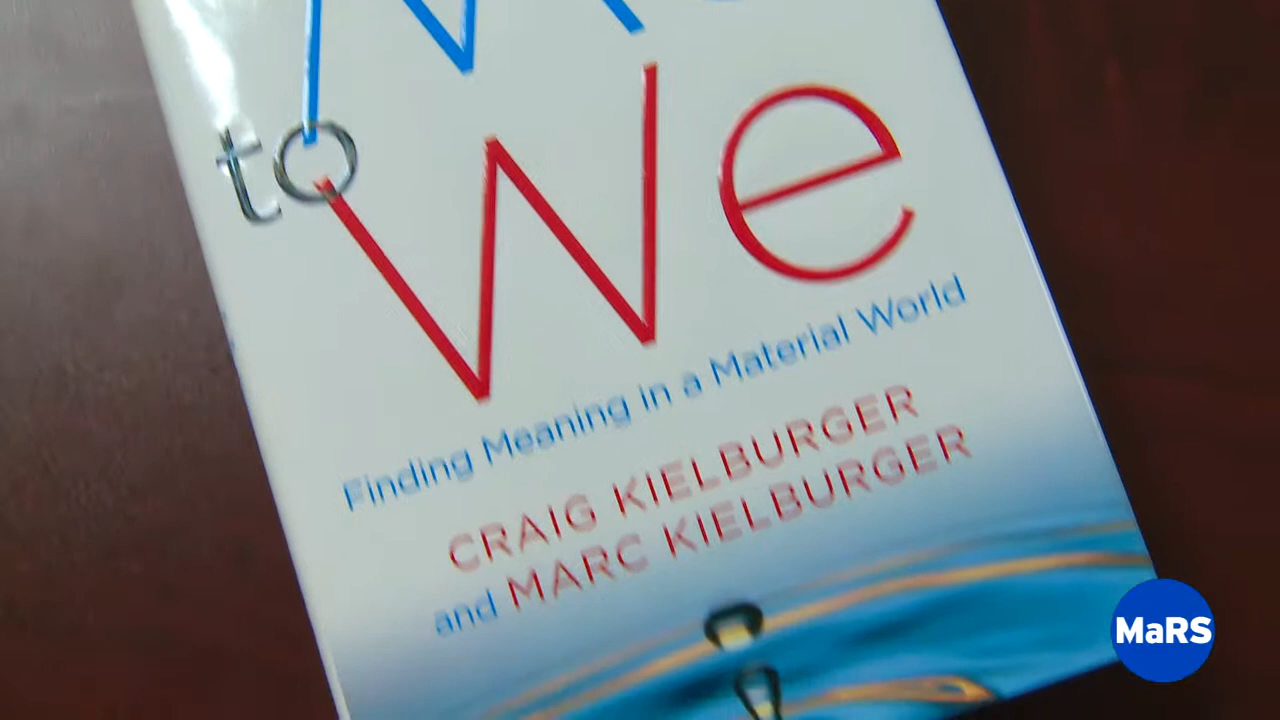 to
We
Finding Meaning in a Material World
CRAIG KIELBURGER
and MARC KIELBURGER
MaRS